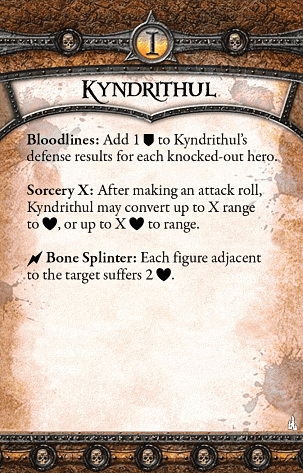 I
KYNDRITHUL
Bloodlines: Add 1 to Kyndrithul's
defense results for each knocked-out hero.
Sorcery X: After making an attack roll,
Kyndrithul may convert up to X range
to ♥, or up to X ♥ to range.
Bone Splinter: Each figure adjacent
to the target suffers 2 ♥.